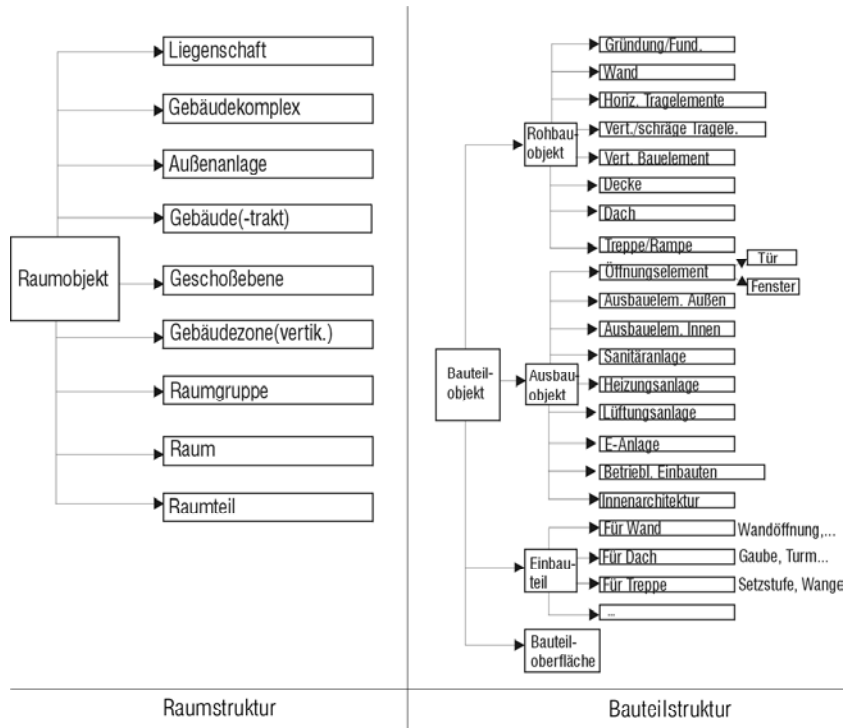 Raumobjekt
Liegenschaft
Gebäudekomplex
Außenanlage
Gebäude(-trakt)
Geschoßebene
Gebäudezone(vertik.)
Raumgruppe
Raum
Raumteil
Raumstruktur
Bauteil-
objekt
Rohbau-
objekt
Gründung/Fund.
Wand
Horiz. Tragelemente
Vert./schräge Tragele.
Vert. Bauelement
Decke
Dach
Treppe/Rampe
Ausbau-
objekt
Öffnungselement
Tür
Fenster
Ausbauelem. Außen
Ausbauelem. Innen
Sanitäranlage
Heizungsanlage
Lüftungsanlage
E-Anlage
Betriebl. Einbauten
Innenarchitektur
Einbau-
teil
Für Wand Wandöffnung,...
Für Dach Gaube, Turm...
Für Treppe Setzstufe, Wange
...
Bauteil-
oberfläche
Bauteilstruktur